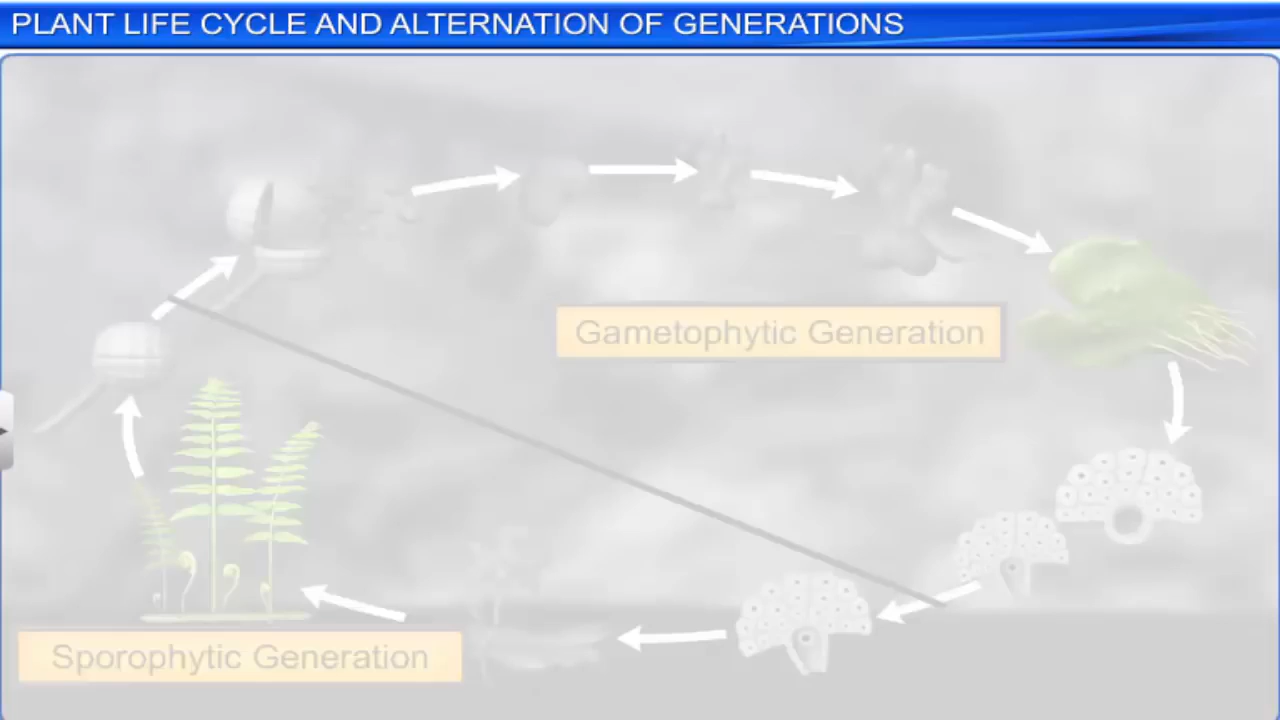 PLANT LIFE CYCLE AND ALTERNATION OF GENERATIONS
Gametophytic Generation
Sporophytic Generation